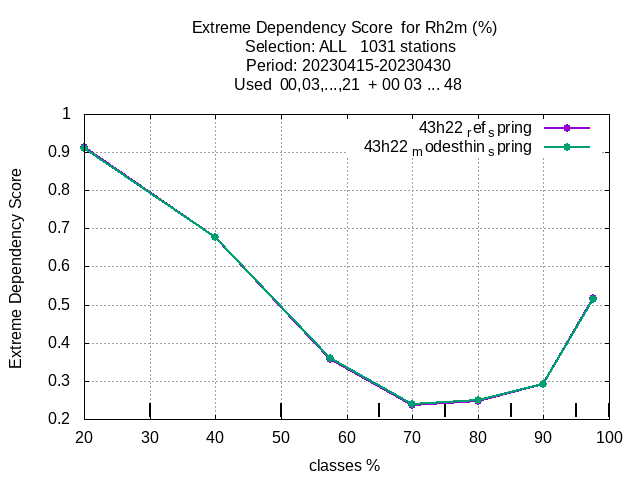 Extreme Dependency Score  for Rh2m (%)
Selection: ALL   1031 stations
Period: 20230415-20230430
Used  00,03,...,21  + 00 03 ... 48
43h22 ref spring
43h22 modesthin spring
Extreme Dependency Score
1
0.9
0.8
0.7
0.6
0.5
0.4
0.3
0.2
20 30 40 50 60 70 80 90 100
classes %